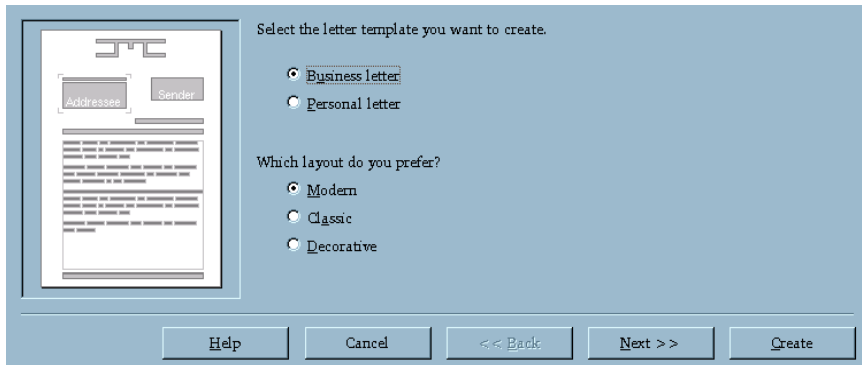 Select the letter template you want to create.
Addressee
Sender
Business letter
Personal letter
Which layout do you prefer?
Modern
Classic
Decorative
Help
Cancel
<< Back
Next >>
Create